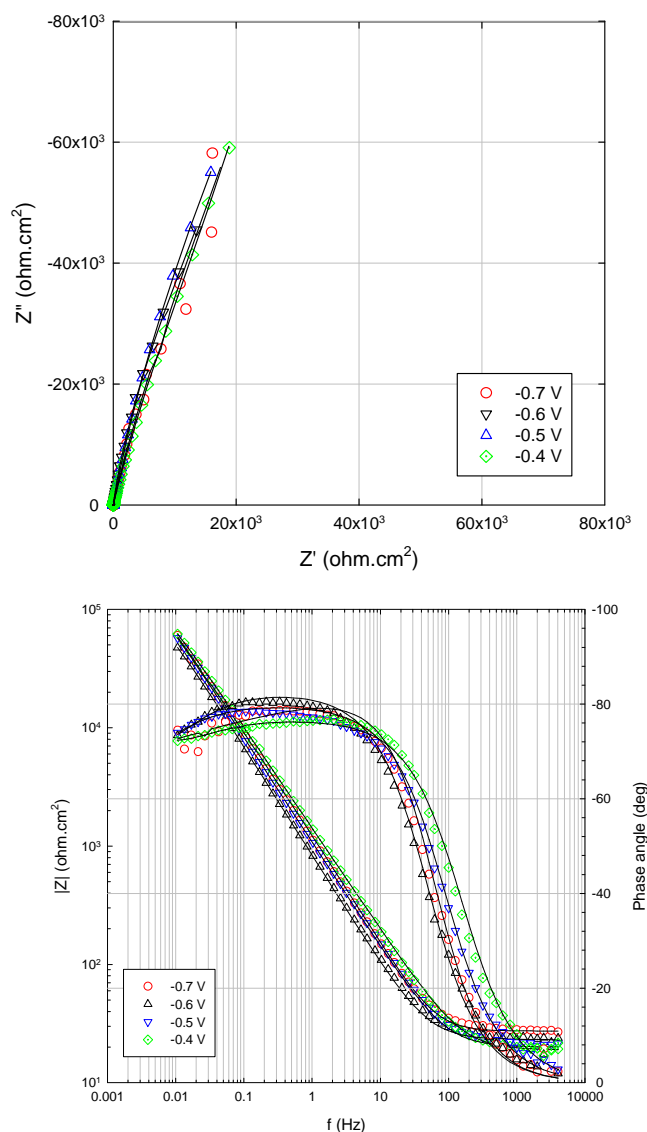 -80x10³
-60x10³
-40x10³
-20x10³
0
Z'' (ohm.cm²)
0 20x10³ 40x10³ 60x10³ 80x10³
Z' (ohm.cm²)
-0.7 V
-0.6 V
-0.5 V
-0.4 V
10⁵
10⁴
10³
10²
10¹
|Z| (ohm.cm²)
-100
-80
-60
-40
-20
0
Phase angle (deg)
-0.7 V
-0.6 V
-0.5 V
-0.4 V
0.001 0.01 0.1 1 10 100 1000 10000
f (Hz)